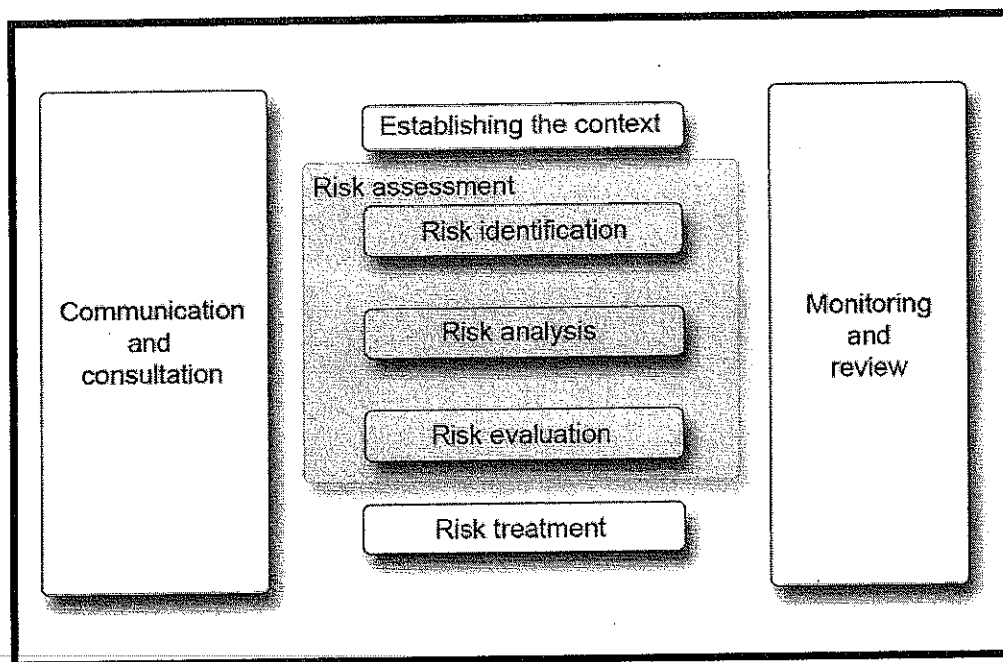 Establishing the context
Risk assessment
Risk identification
Communication
and
consultation
Risk analysis
Monitoring
and
review
Risk evaluation
Risk treatment